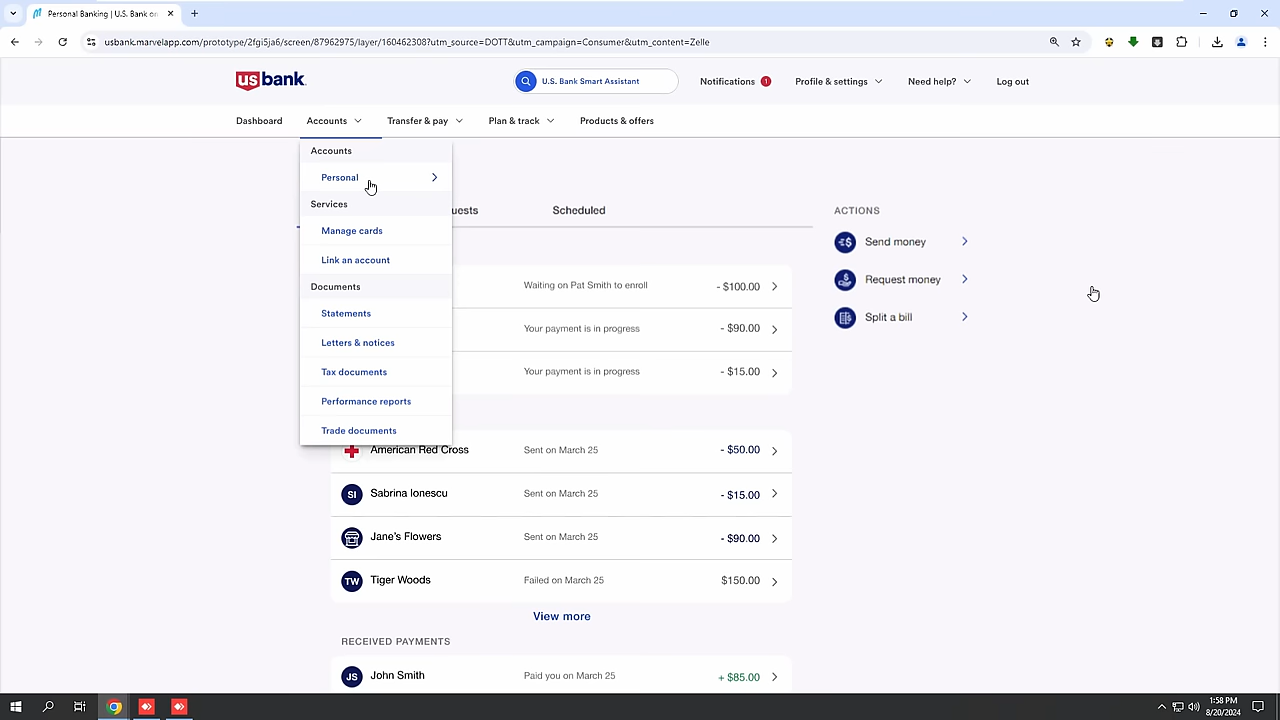 Personal Banking | U.S. Bank on
usbank.marvelapp.com/prototype/2fgi5ja6/screen/87962975/layer/160462308?utm_source=DOTT&utm_campaign=Consumer&utm_content=Zelle
usbank
U.S. Bank Smart Assistant
Notifications 1
Profile & settings
Need help?
Log out
Dashboard
Accounts
Transfer & pay
Plan & track
Products & offers
Accounts
Personal
Services
Manage cards
Link an account
Documents
Statements
Letters & notices
Tax documents
Performance reports
Trade documents
uests
Scheduled
Waiting on Pat Smith to enroll - $100.00
Your payment is in progress - $90.00
Your payment is in progress - $15.00
American Red Cross Sent on March 25 - $50.00
SI Sabrina Ionescu Sent on March 25 - $15.00
Jane's Flowers Sent on March 25 - $90.00
TW Tiger Woods Failed on March 25 $150.00
View more
RECEIVED PAYMENTS
JS John Smith Paid you on March 25 + $85.00
ACTIONS
Send money
Request money
Split a bill
1:58 PM
8/20/2024